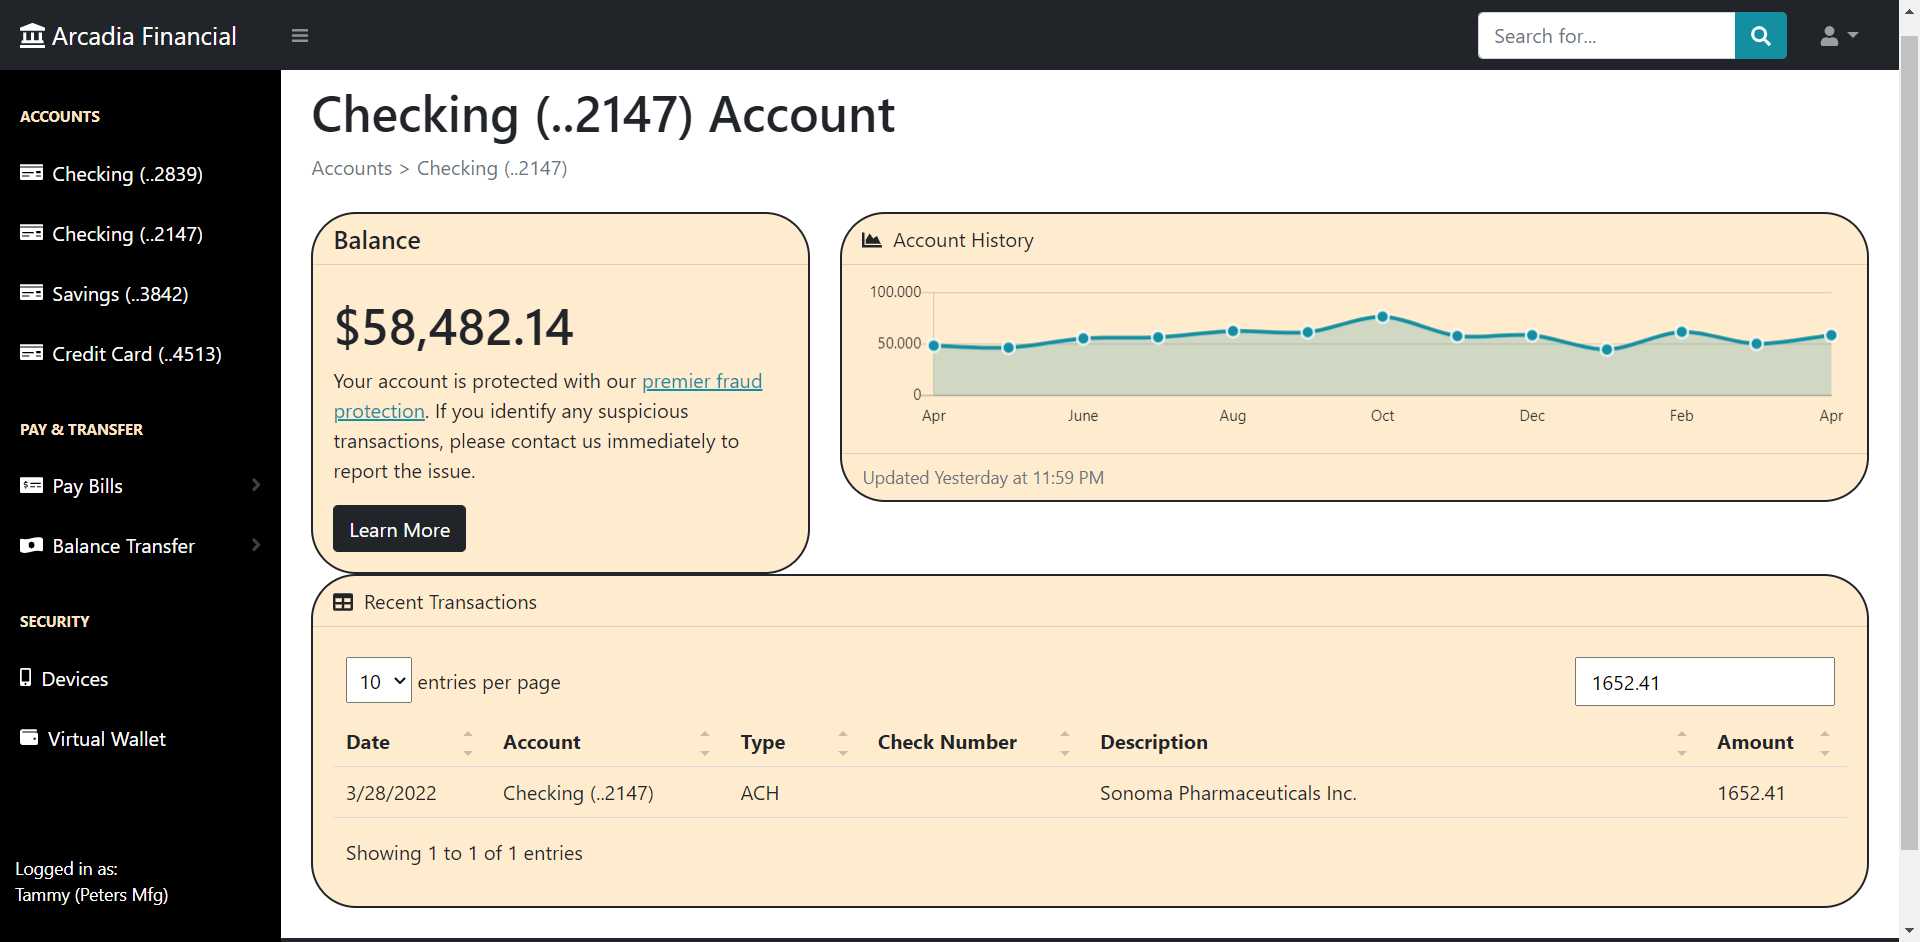 Arcadia Financial
Search for...
ACCOUNTS
Checking (..2839)
Checking (..2147)
Savings (..3842)
Credit Card (..4513)
PAY & TRANSFER
Pay Bills
Balance Transfer
SECURITY
Devices
Virtual Wallet
Logged in as:
Tammy (Peters Mfg)
Checking (..2147) Account
Accounts > Checking (..2147)
Balance
$58,482.14
Your account is protected with our premier fraud
protection. If you identify any suspicious
transactions, please contact us immediately to
report the issue.
Learn More
Account History
100.000
50.000
0
Apr June Aug Oct Dec Feb Apr
Updated Yesterday at 11:59 PM
Recent Transactions
10 entries per page
1652.41
Date Account Type Check Number Description Amount
3/28/2022 Checking (..2147) ACH Sonoma Pharmaceuticals Inc. 1652.41
Showing 1 to 1 of 1 entries